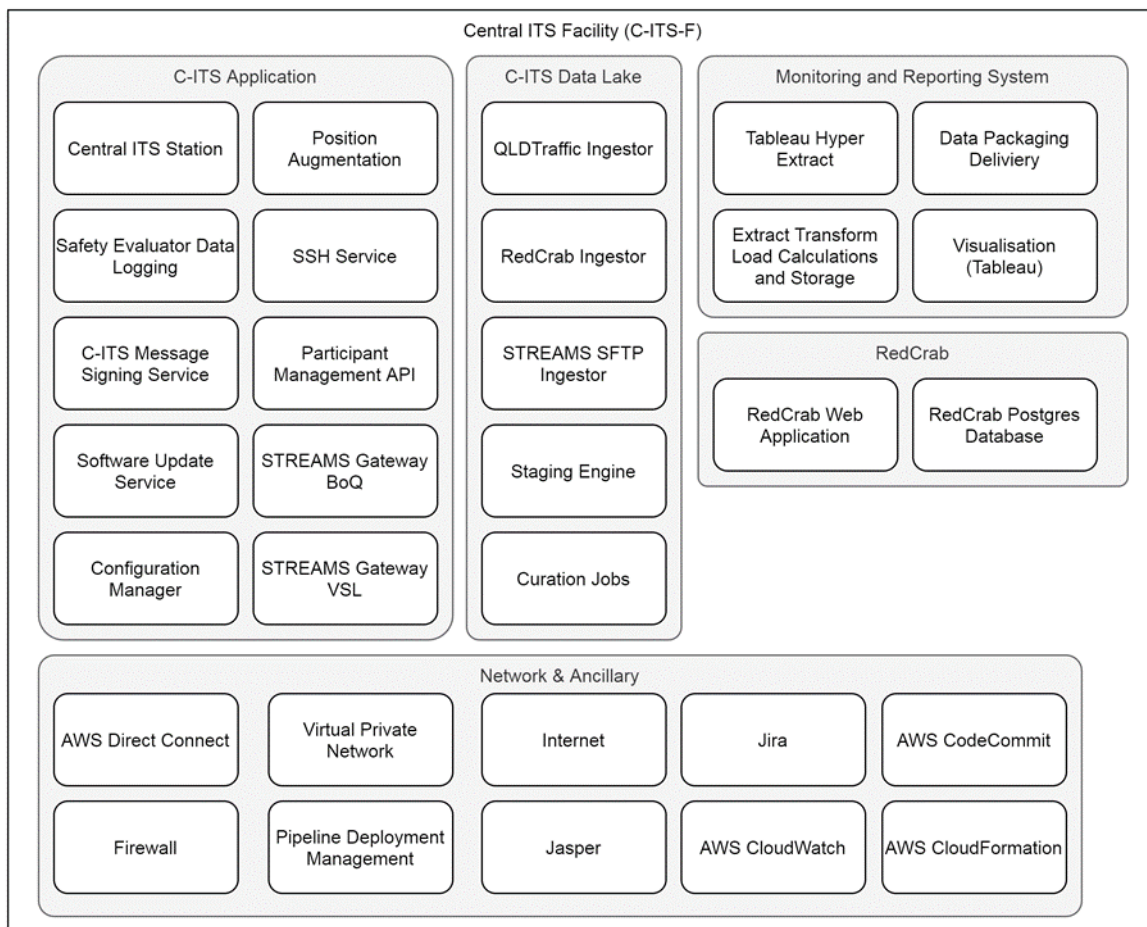 Central ITS Facility (C-ITS-F)
C-ITS Application
Central ITS Station
Position
Augmentation
Safety Evaluator Data
Logging
SSH Service
C-ITS Message
Signing Service
Participant
Management API
Software Update
Service
STREAMS Gateway
BoQ
Configuration
Manager
STREAMS Gateway
VSL
C-ITS Data Lake
QLDTraffic Ingestor
RedCrab Ingestor
STREAMS SFTP
Ingestor
Staging Engine
Curation Jobs
Monitoring and Reporting System
Tableau Hyper
Extract
Data Packaging
Deliviery
Extract Transform
Load Calculations
and Storage
Visualisation
(Tableau)
RedCrab
RedCrab Web
Application
RedCrab Postgres
Database
Network & Ancillary
AWS Direct Connect
Virtual Private
Network
Internet
Jira
AWS CodeCommit
Firewall
Pipeline Deployment
Management
Jasper
AWS CloudWatch
AWS CloudFormation